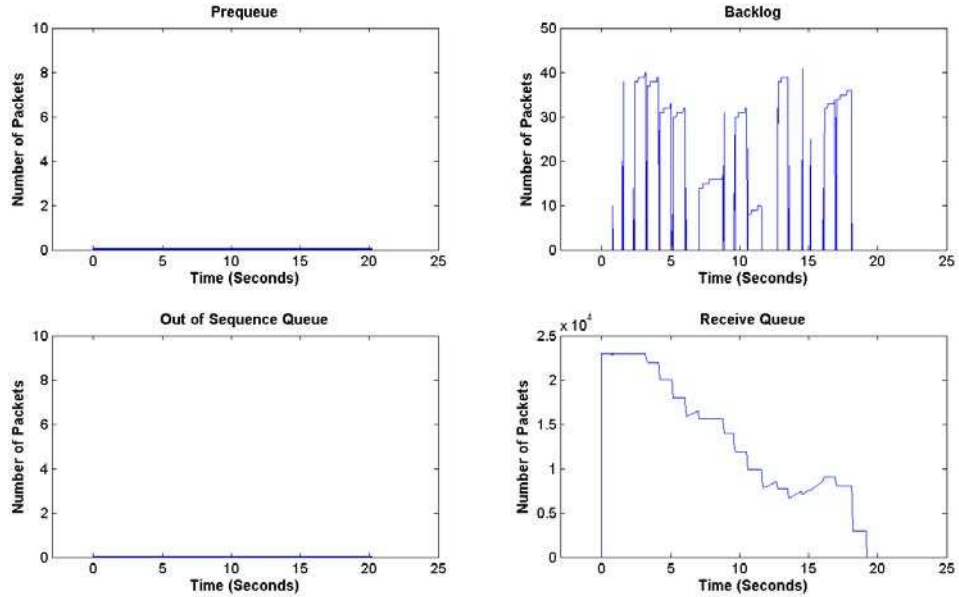 Prequeue
10
8
6
4
2
0
Number of Packets
0 5 10 15 20 25
Time (Seconds)
Backlog
50
40
30
20
10
0
Number of Packets
0 5 10 15 20 25
Time (Seconds)
Out of Sequence Queue
10
8
6
4
2
0
Number of Packets
0 5 10 15 20 25
Time (Seconds)
Receive Queue
x 10^4
2.5
2
1.5
1
0.5
0
Number of Packets
0 5 10 15 20 25
Time (Seconds)